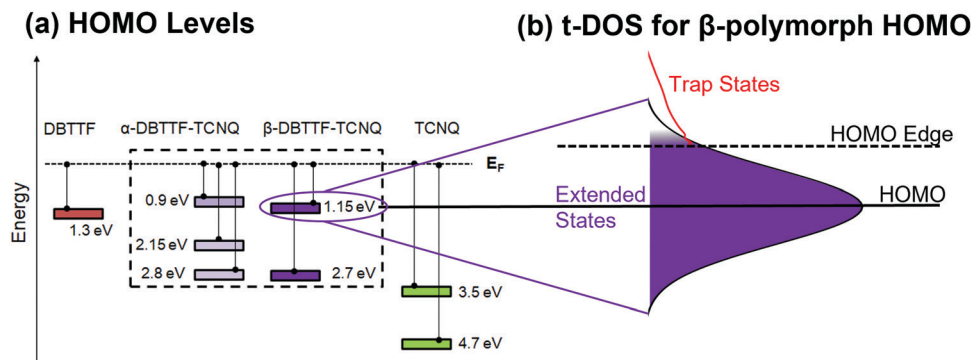 (a) HOMO Levels
(b) t-DOS for β-polymorph HOMO
Trap States
DBTTF
α-DBTTF-TCNQ
β-DBTTF-TCNQ
TCNQ
HOMO Edge
E_F
Energy
0.9 eV
1.15 eV
Extended
States
HOMO
1.3 eV
2.15 eV
2.8 eV
2.7 eV
3.5 eV
4.7 eV